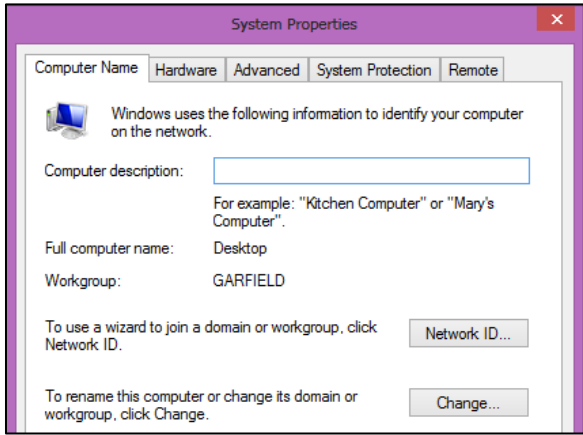 System Properties
Computer Name Hardware Advanced System Protection Remote
Windows uses the following information to identify your computer
on the network.
Computer description:
For example: "Kitchen Computer" or "Mary's
Computer".
Full computer name: Desktop
Workgroup: GARFIELD
To use a wizard to join a domain or workgroup, click
Network ID.
Network ID...
To rename this computer or change its domain or
workgroup, click Change.
Change...